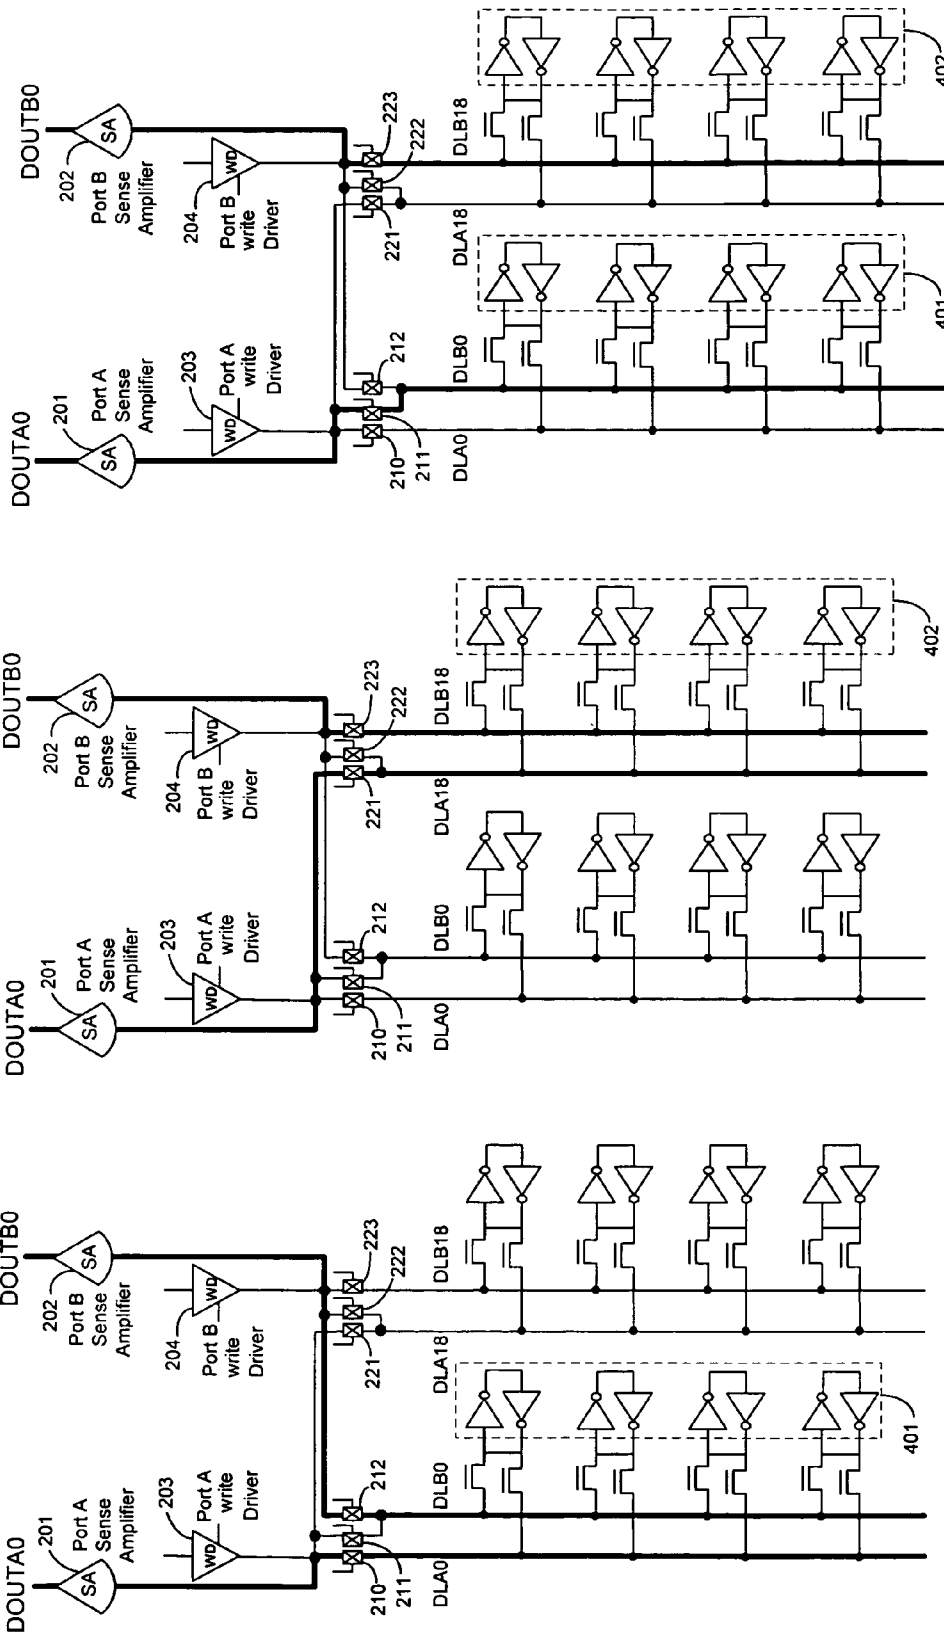 DOUTA0
201
SA
Port A
Sense
Amplifier
203
WD
Port A
write
Driver
DOUTB0
SA
202
Port B
Sense
Amplifier
204
WD
Port B
write
Driver
210
211
212
221
222
223
DLA0
DLB0
DLA18
DLB18
401
402
DOUTA0
201
SA
Port A
Sense
Amplifier
203
WD
Port A
write
Driver
DOUTB0
SA
202
Port B
Sense
Amplifier
204
WD
Port B
write
Driver
210
211
212
221
222
223
DLA0
DLB0
DLA18
DLB18
402
DOUTA0
201
SA
Port A
Sense
Amplifier
203
WD
Port A
write
Driver
DOUTB0
SA
202
Port B
Sense
Amplifier
204
WD
Port B
write
Driver
210
211
212
221
222
223
DLA0
DLB0
DLA18
DLB18
401